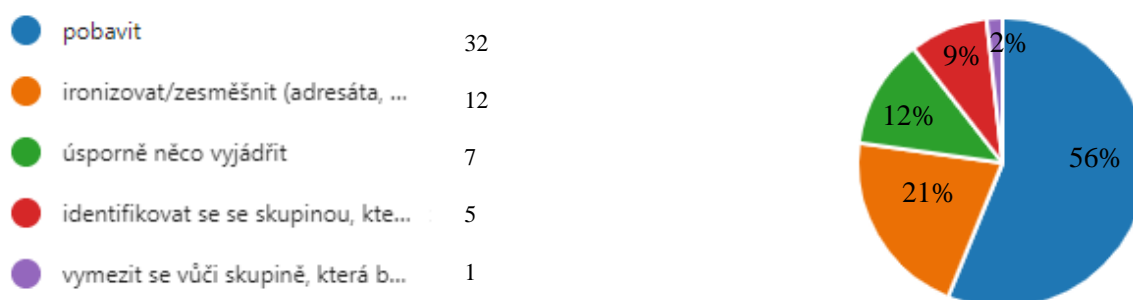 pobavit 32
ironizovat/zesměšnit (adresáta, ... 12
úsporně něco vyjádřit 7
identifikovat se se skupinou, kte... 5
vymezit se vůči skupině, která b... 1
2%
9%
12%
56%
21%